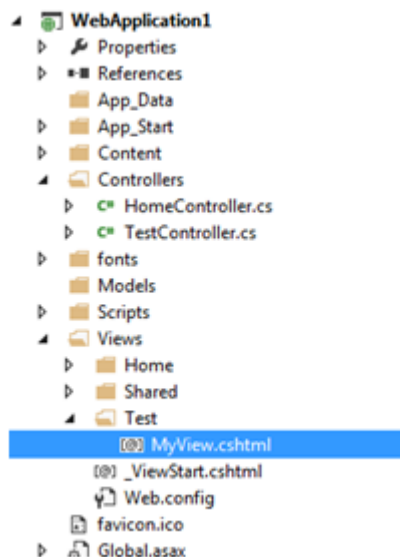 WebApplication1
Properties
References
App_Data
App_Start
Content
Controllers
C# HomeController.cs
C# TestController.cs
fonts
Models
Scripts
Views
Home
Shared
Test
[@] MyView.cshtml
[@] _ViewStart.cshtml
Web.config
favicon.ico
Global.asax